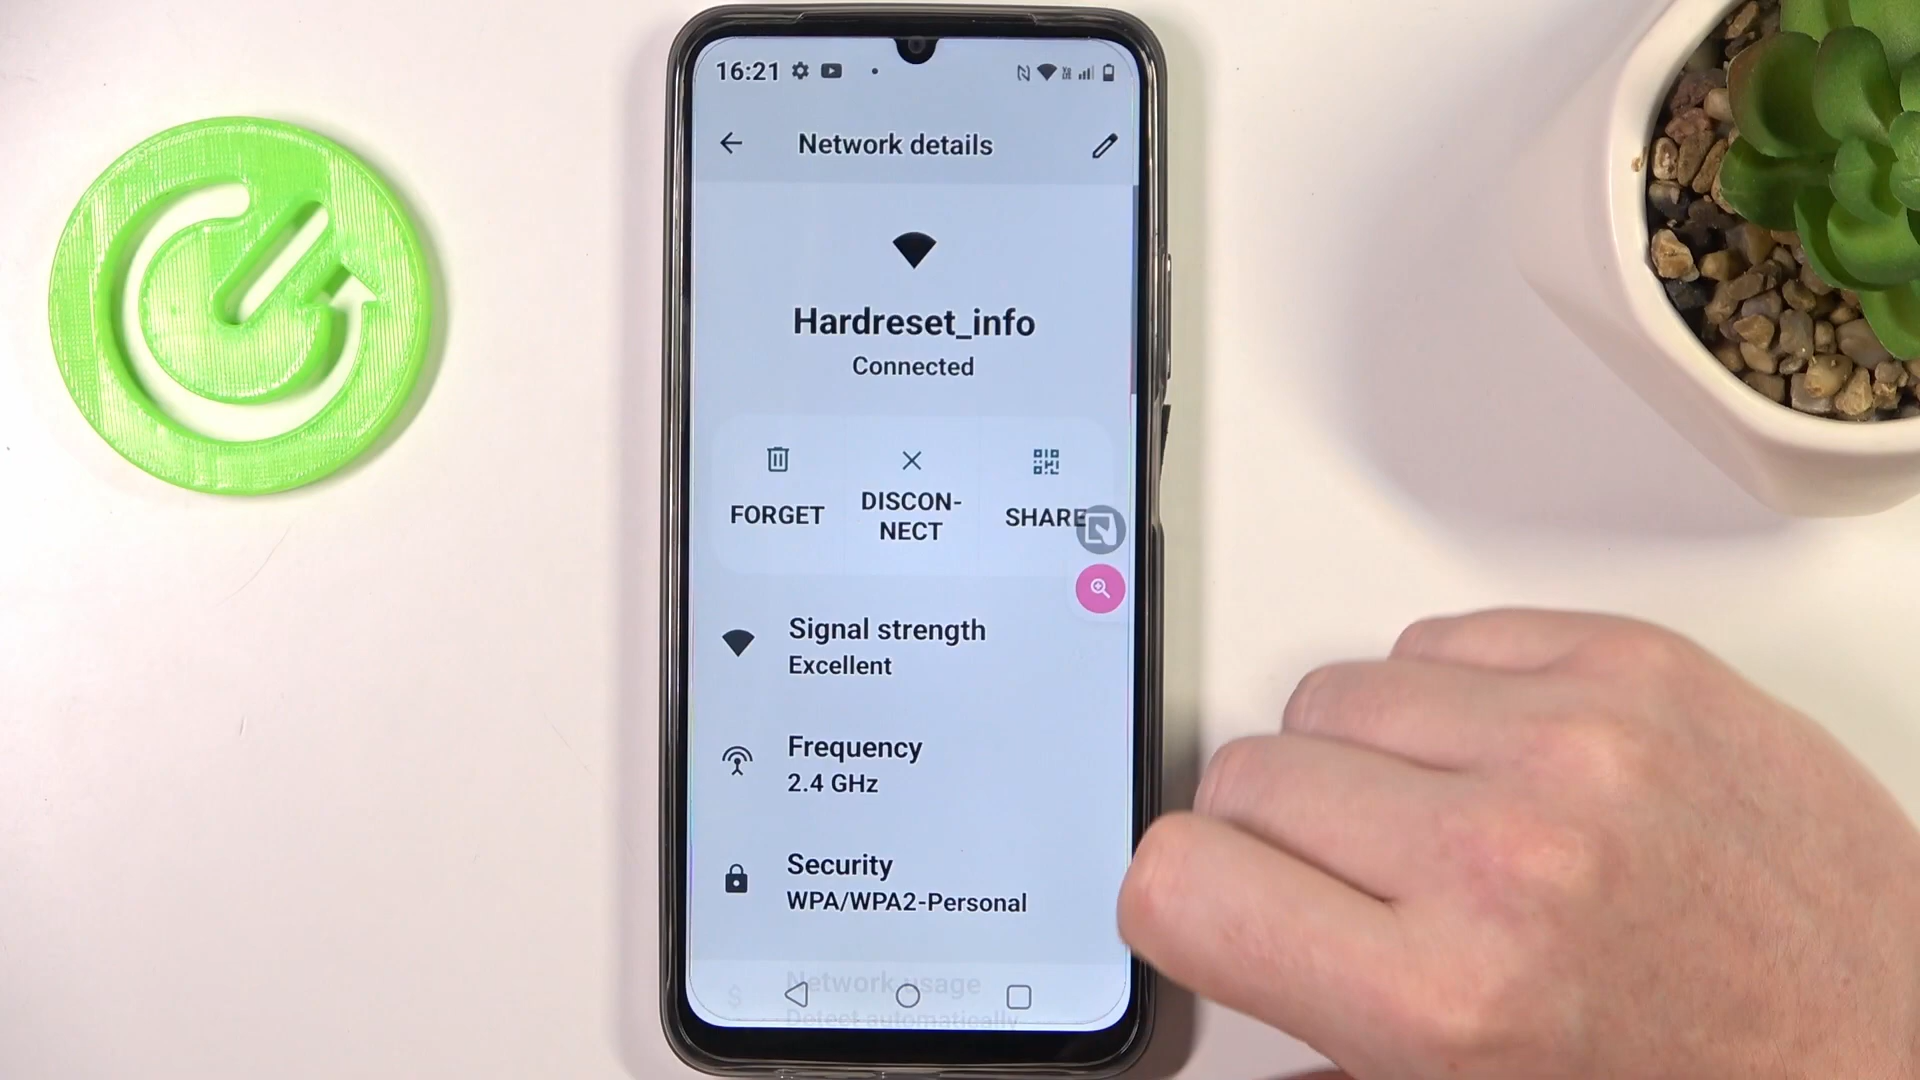 16:21
Network details
Hardreset_info
Connected
FORGET
DISCON-
NECT
SHARE
Signal strength
Excellent
Frequency
2.4 GHz
Security
WPA/WPA2-Personal
Network usage
Detect automatically